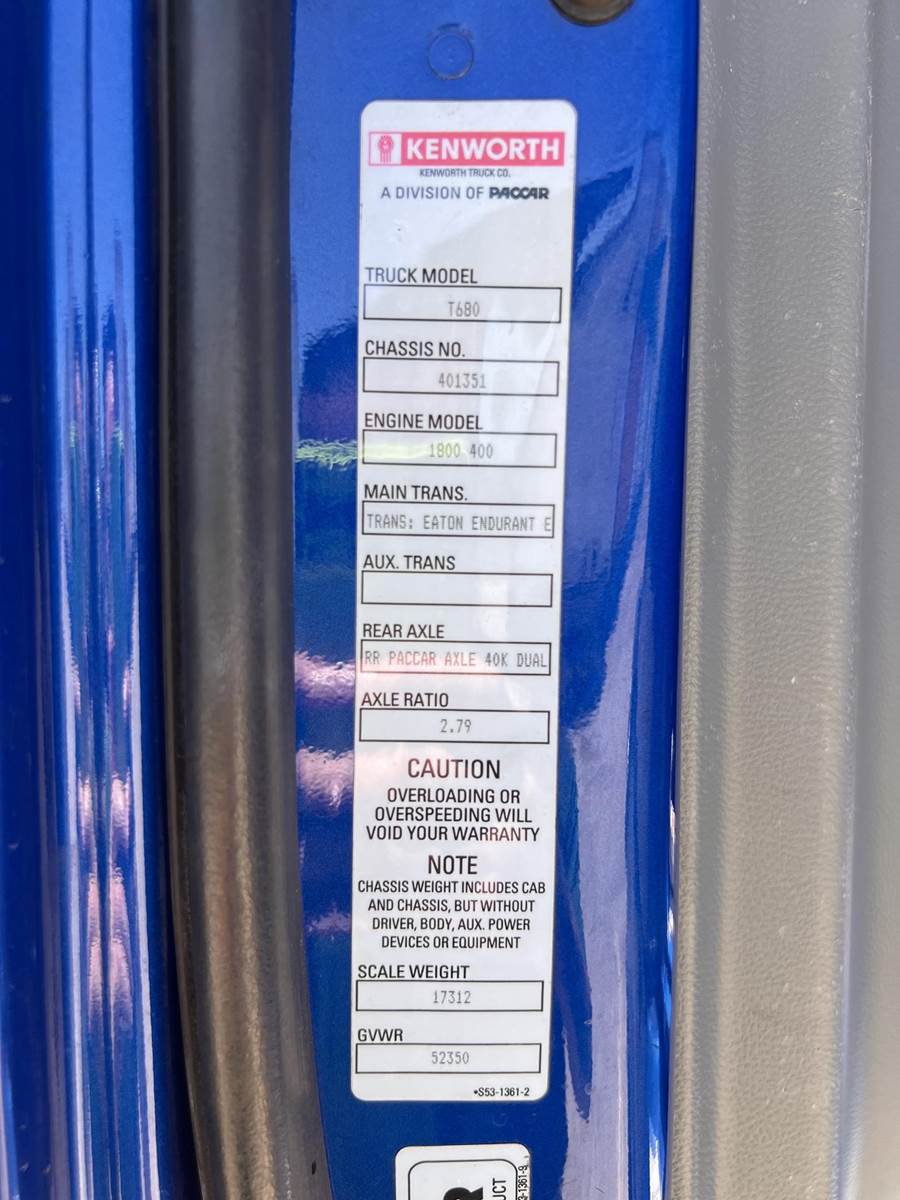 KENWORTH
KENWORTH TRUCK CO.
A DIVISION OF PACCAR
TRUCK MODEL
T680
CHASSIS NO.
401351
ENGINE MODEL
1800 400
MAIN TRANS.
TRANS: EATON ENDURANT E
AUX. TRANS
REAR AXLE
RR PACCAR AXLE 40K DUAL
AXLE RATIO
2.79
CAUTION
OVERLOADING OR
OVERSPEEDING WILL
VOID YOUR WARRANTY
NOTE
CHASSIS WEIGHT INCLUDES CAB
AND CHASSIS, BUT WITHOUT
DRIVER, BODY, AUX. POWER
DEVICES OR EQUIPMENT
SCALE WEIGHT
17312
GVWR
52350
*S53-1361-2